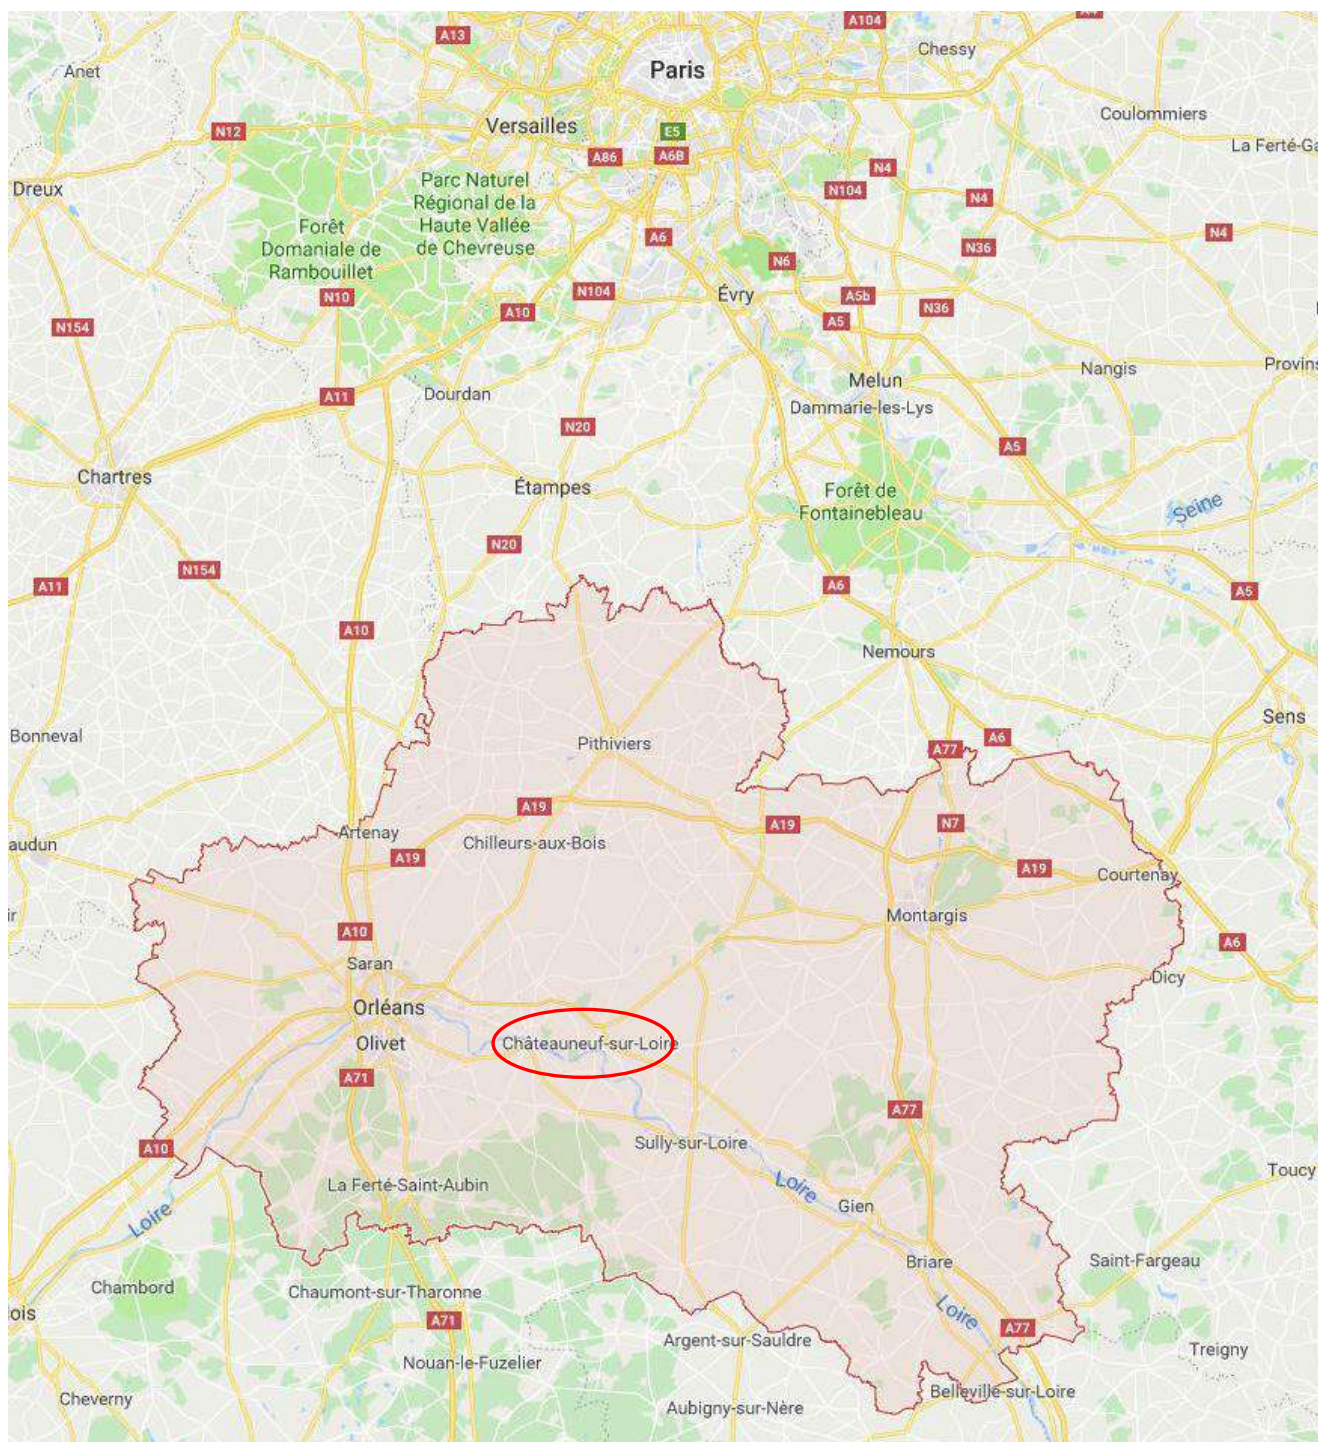 A104
A13
Chessy
Anet
Paris
Coulommiers
Versailles
N12
E5
A86
A6B
La Ferté-Ga
N4
Parc Naturel
Régional de la
Haute Vallée
de Chevreuse
Dreux
N104
N4
Forêt
Domaniale de
Rambouillet
A6
N36
N4
N6
N10
N104
Évry
A5b
A10
N36
N154
A5
Nangis
Provins
Melun
A11
Dourdan
Dammarie-les-Lys
N20
A5
Chartres
Étampes
Forêt de
Fontainebleau
Seine
N20
N154
A11
A6
A5
A10
Nemours
Sens
Bonneval
Pithiviers
A77
A6
A19
A19
N7
Artenay
Chilleurs-aux-Bois
audun
A19
A19
Courtenay
ir
Montargis
A10
A6
Saran
Dicy
Orléans
Olivet
Châteauneuf-sur-Loire
A71
A77
A10
Sully-sur-Loire
Toucy
La Ferté-Saint-Aubin
Loire
Gien
Loire
Briare
Saint-Fargeau
Chambord
Chaumont-sur-Tharonne
ois
Loire
A71
A77
Argent-sur-Sauldre
Treigny
Nouan-le-Fuzelier
Cheverny
Belleville-sur-Loire
Aubigny-sur-Nère